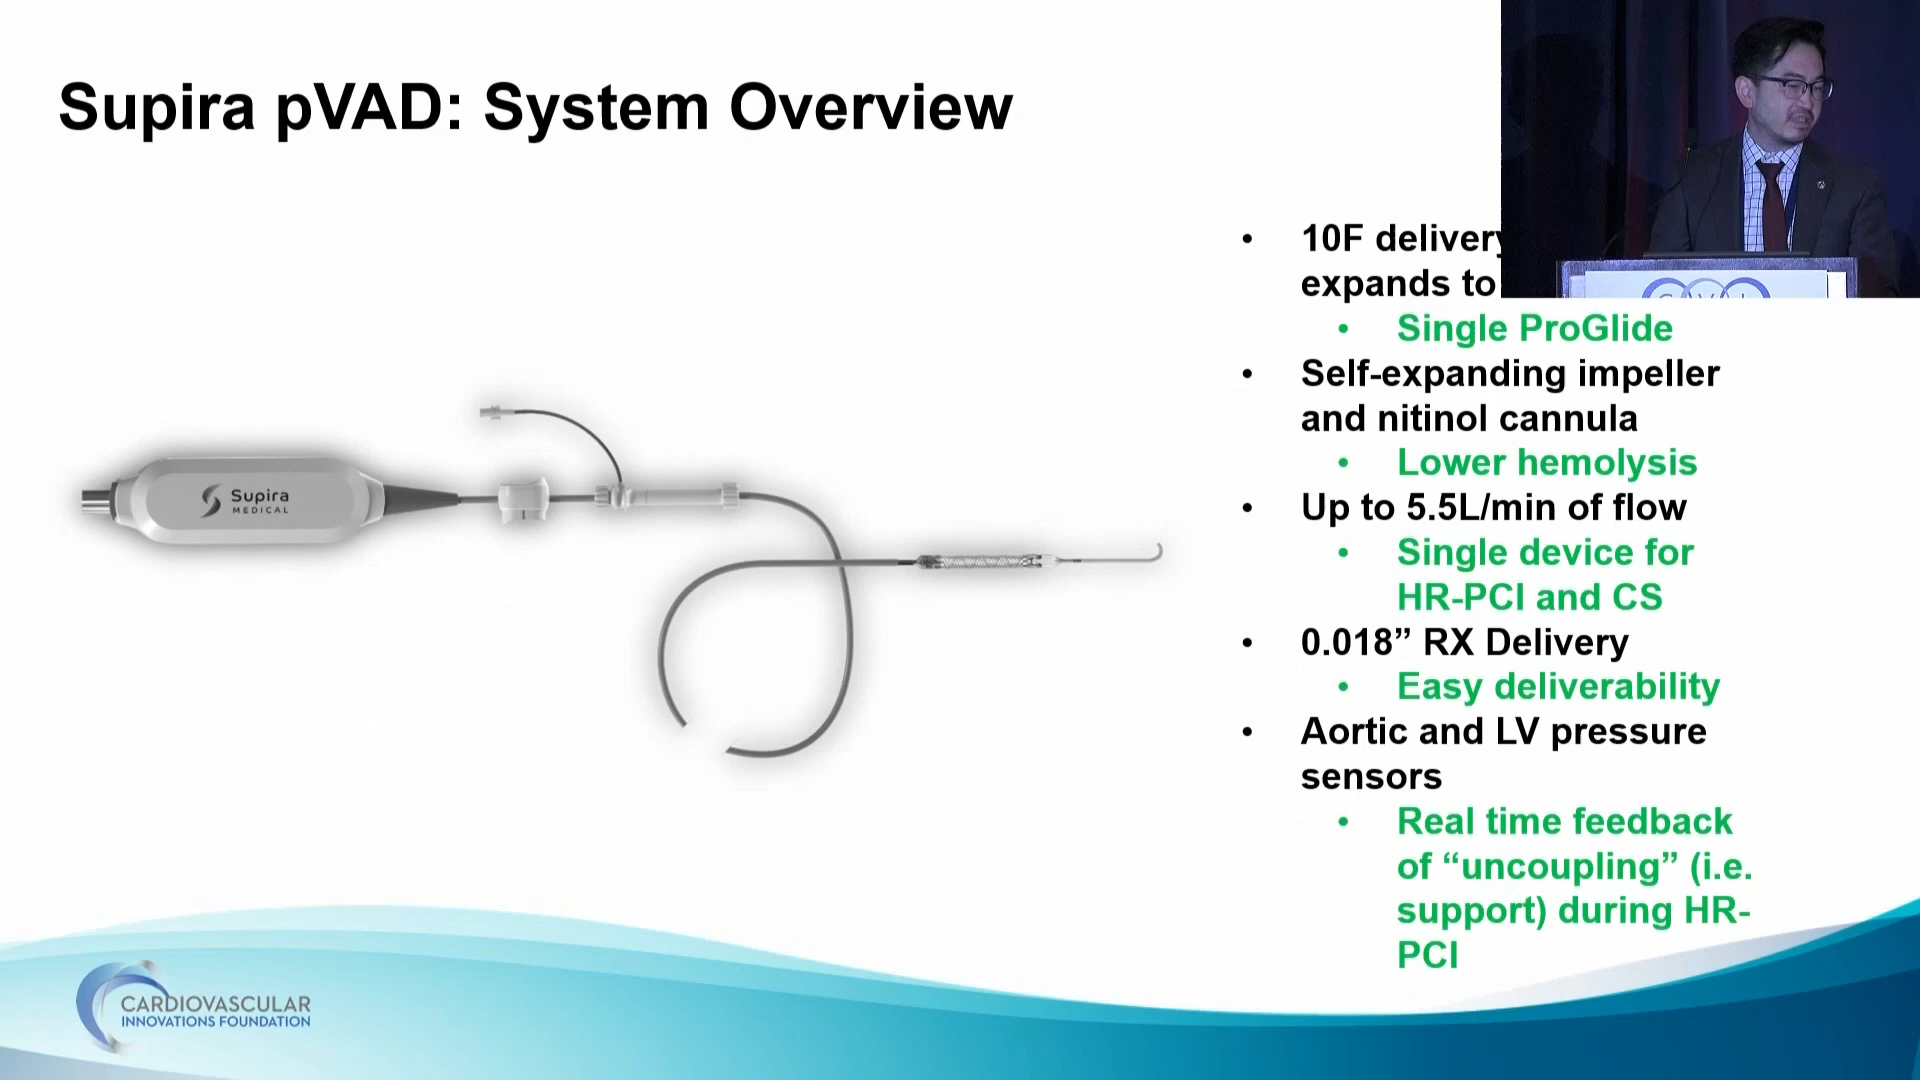 Supira pVAD: System Overview
• 10F delivery
expands to
• Single ProGlide
• Self-expanding impeller
and nitinol cannula
• Lower hemolysis
• Up to 5.5L/min of flow
• Single device for
HR-PCI and CS
• 0.018” RX Delivery
• Easy deliverability
• Aortic and LV pressure
sensors
• Real time feedback
of “uncoupling” (i.e.
support) during HR-
PCI
Supira
MEDICAL
CARDIOVASCULAR
INNOVATIONS FOUNDATION